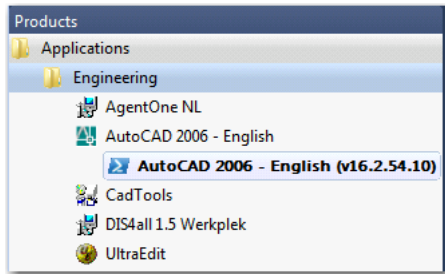 Products
Applications
Engineering
AgentOne NL
AutoCAD 2006 - English
AutoCAD 2006 - English (v16.2.54.10)
CadTools
DIS4all 1.5 Werkplek
UltraEdit